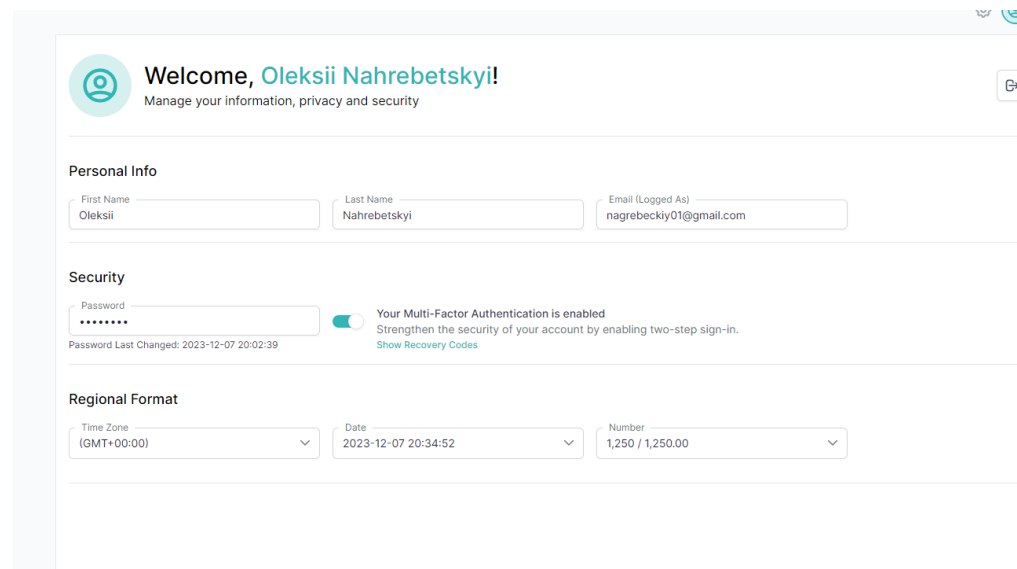 Welcome, Oleksii Nahrebetskyi!
Manage your information, privacy and security
Personal Info
First Name
Oleksii
Last Name
Nahrebetskyi
Email (Logged As)
nagrebeckiy01@gmail.com
Security
Password
••••••••
Password Last Changed: 2023-12-07 20:02:39
Your Multi-Factor Authentication is enabled
Strengthen the security of your account by enabling two-step sign-in.
Show Recovery Codes
Regional Format
Time Zone
(GMT+00:00)
Date
2023-12-07 20:34:52
Number
1,250 / 1,250.00